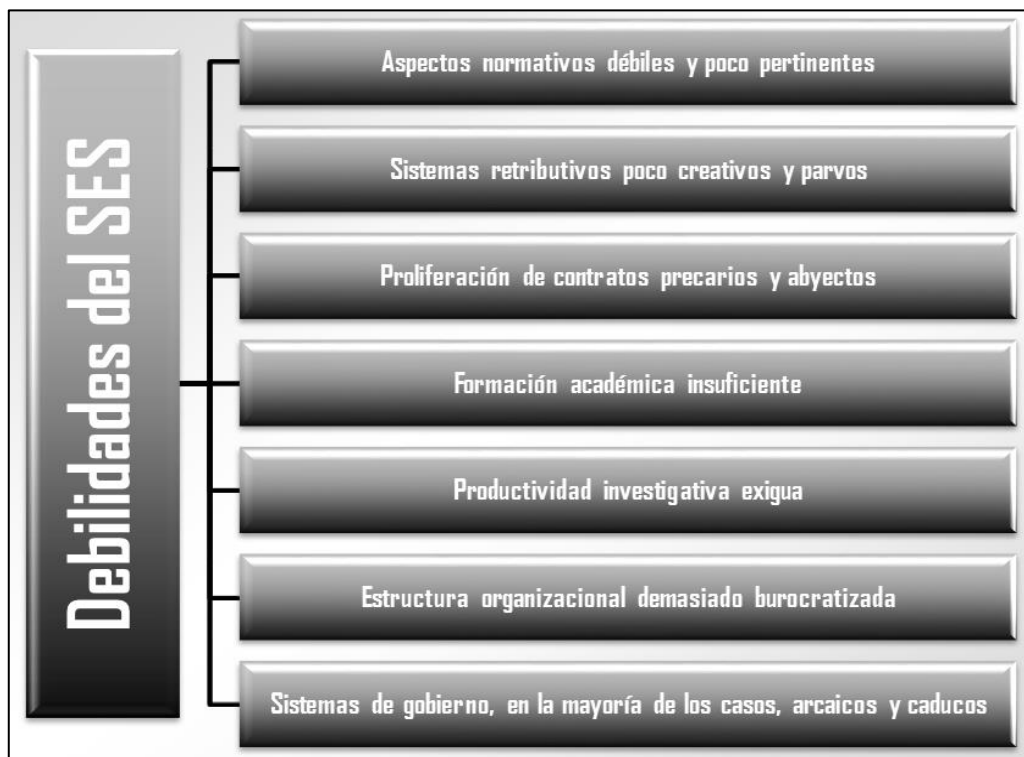 Debilidades del SES
Aspectos normativos débiles y poco pertinentes
Sistemas retributivos poco creativos y parvos
Proliferación de contratos precarios y abyectos
Formación académica insuficiente
Productividad investigativa exigua
Estructura organizacional demasiado burocratizada
Sistemas de gobierno, en la mayoría de los casos, arcaicos y caducos